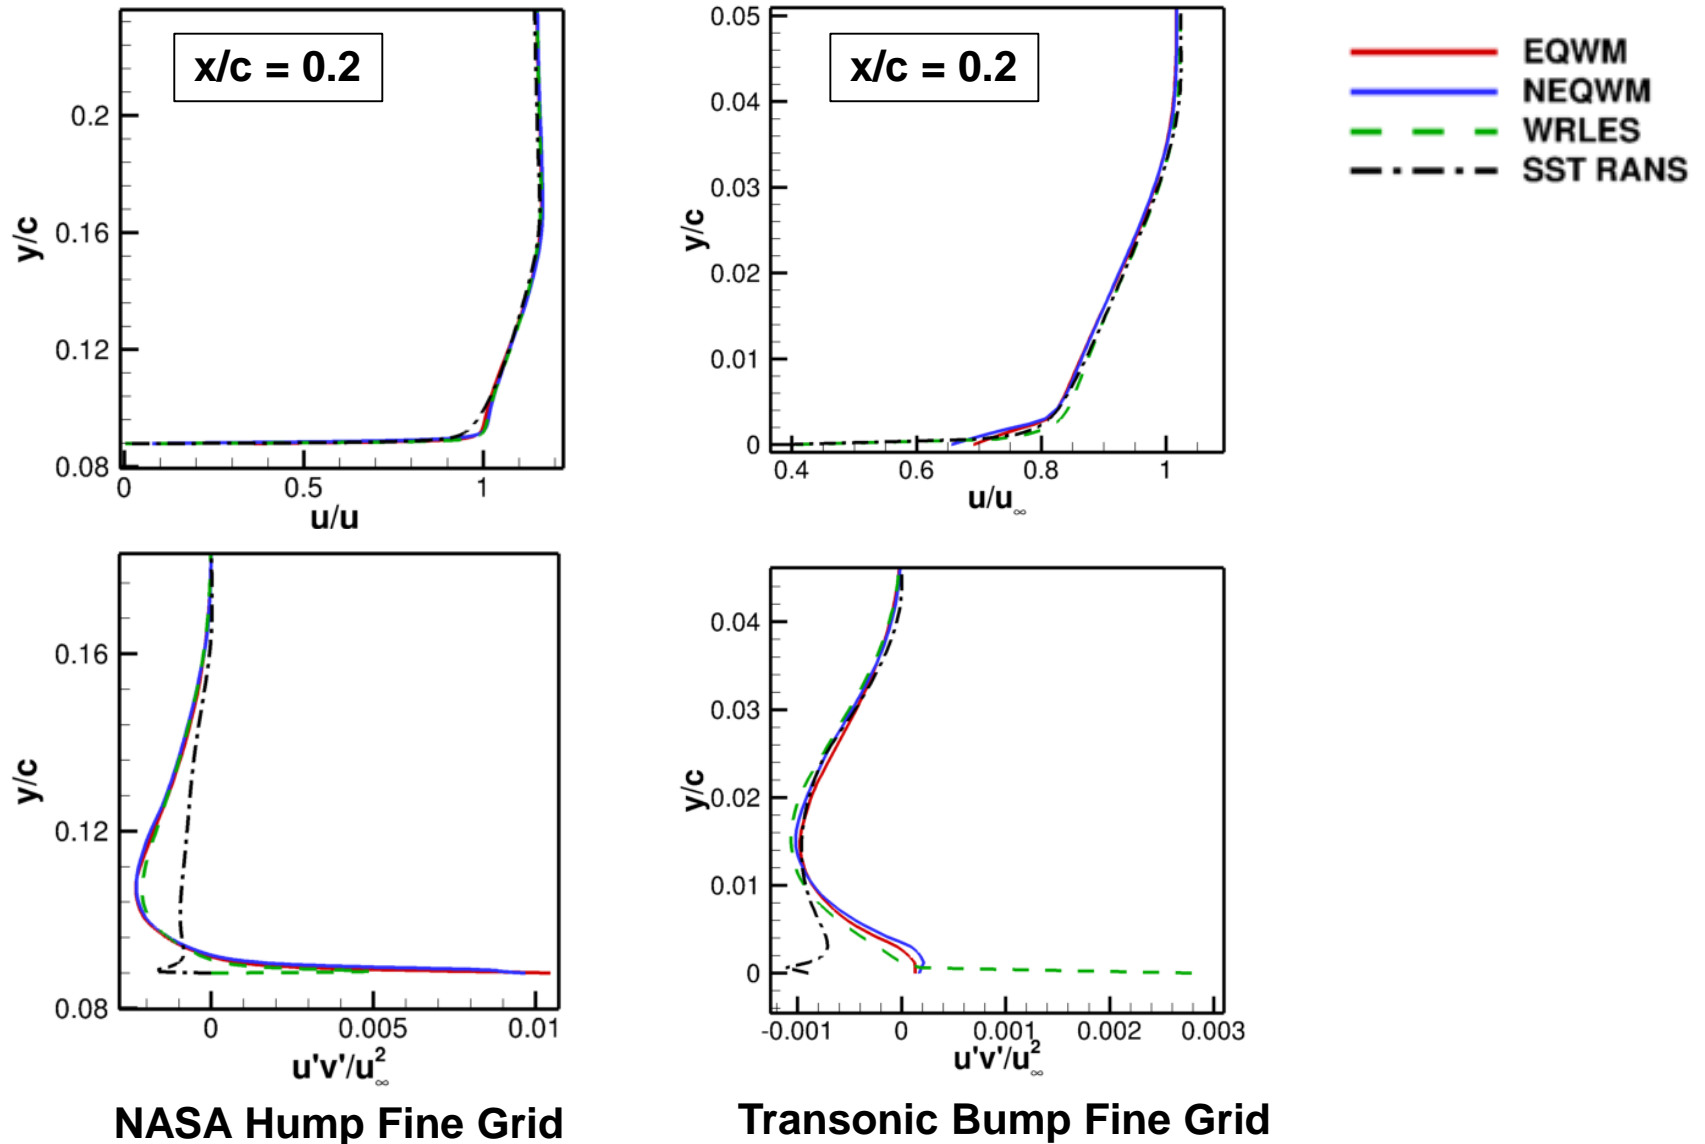 x/c = 0.2
y/c
0.2
0.16
0.12
0.08
0
0.5
1
u/u
x/c = 0.2
y/c
0.05
0.04
0.03
0.02
0.01
0
0.4
0.6
0.8
1
u/u∞
EQWM
NEQWM
WRLES
SST RANS
y/c
0.16
0.12
0.08
0
0.005
0.01
u'v'/u²∞
NASA Hump Fine Grid
y/c
0.04
0.03
0.02
0.01
0
-0.001
0
0.001
0.002
0.003
u'v'/u²∞
Transonic Bump Fine Grid